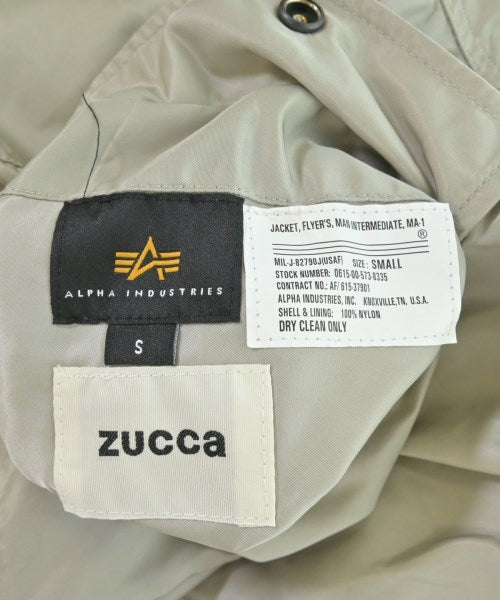 ALPHA INDUSTRIES
S
zucca
JACKET, FLYER'S, MAN INTERMEDIATE, MA-1
®
MIL-J-82790J(USAF) SIZE: SMALL
STOCK NUMBER: 0615-00-573-8335
CONTRACT NO.: AF/ 615-37901
ALPHA INDUSTRIES, INC. KNOXVILLE,TN, U.S.A.
SHELL & LINING: 100% NYLON
DRY CLEAN ONLY